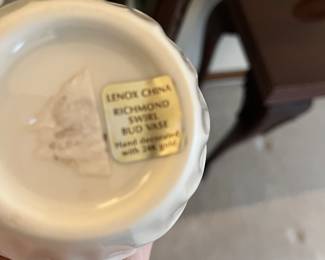 LENOX CHINA
RICHMOND
SWIRL
BUD VASE
Hand decorated
with 24k gold